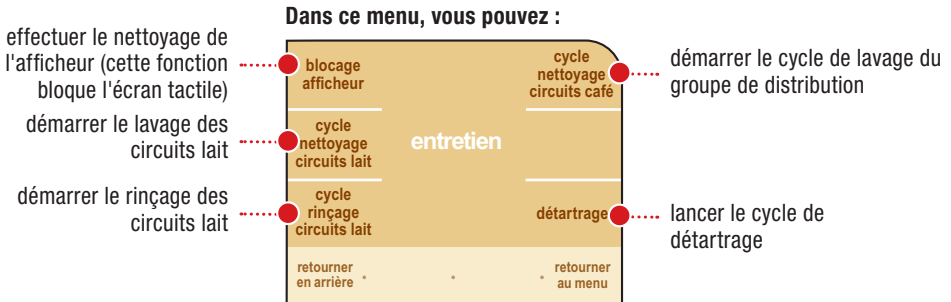 Dans ce menu, vous pouvez :
effectuer le nettoyage de
l'afficheur (cette fonction
bloque l'écran tactile)
démarrer le lavage des
circuits lait
démarrer le rinçage des
circuits lait
blocage
afficheur
cycle
nettoyage
circuits lait
cycle
rinçage
circuits lait
entretien
cycle
nettoyage
circuits café
détartrage
retourner
en arrière
retourner
au menu
démarrer le cycle de lavage du
groupe de distribution
lancer le cycle de
détartrage